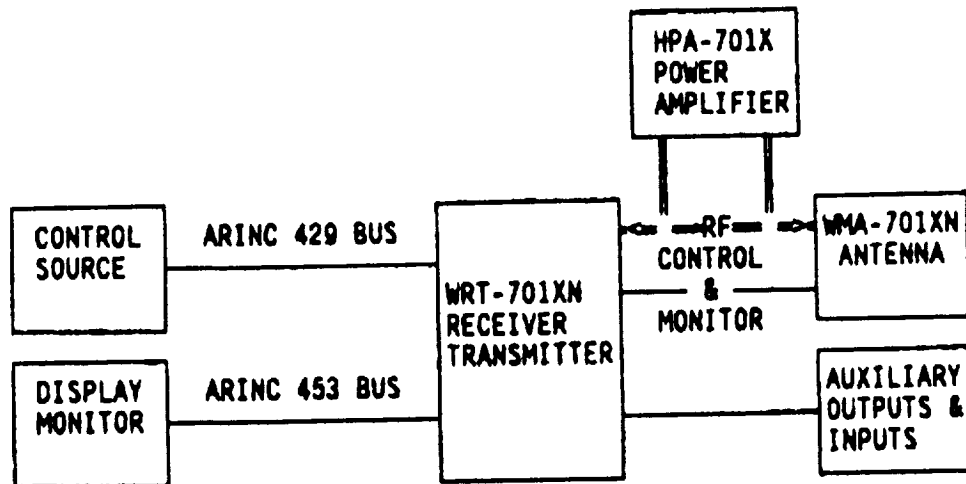 HPA-701X
POWER
AMPLIFIER
CONTROL
SOURCE
ARINC 429 BUS
WRT-701XN
RECEIVER
TRANSMITTER
RF
CONTROL
&
MONITOR
WMA-701XN
ANTENNA
DISPLAY
MONITOR
ARINC 453 BUS
AUXILIARY
OUTPUTS &
INPUTS